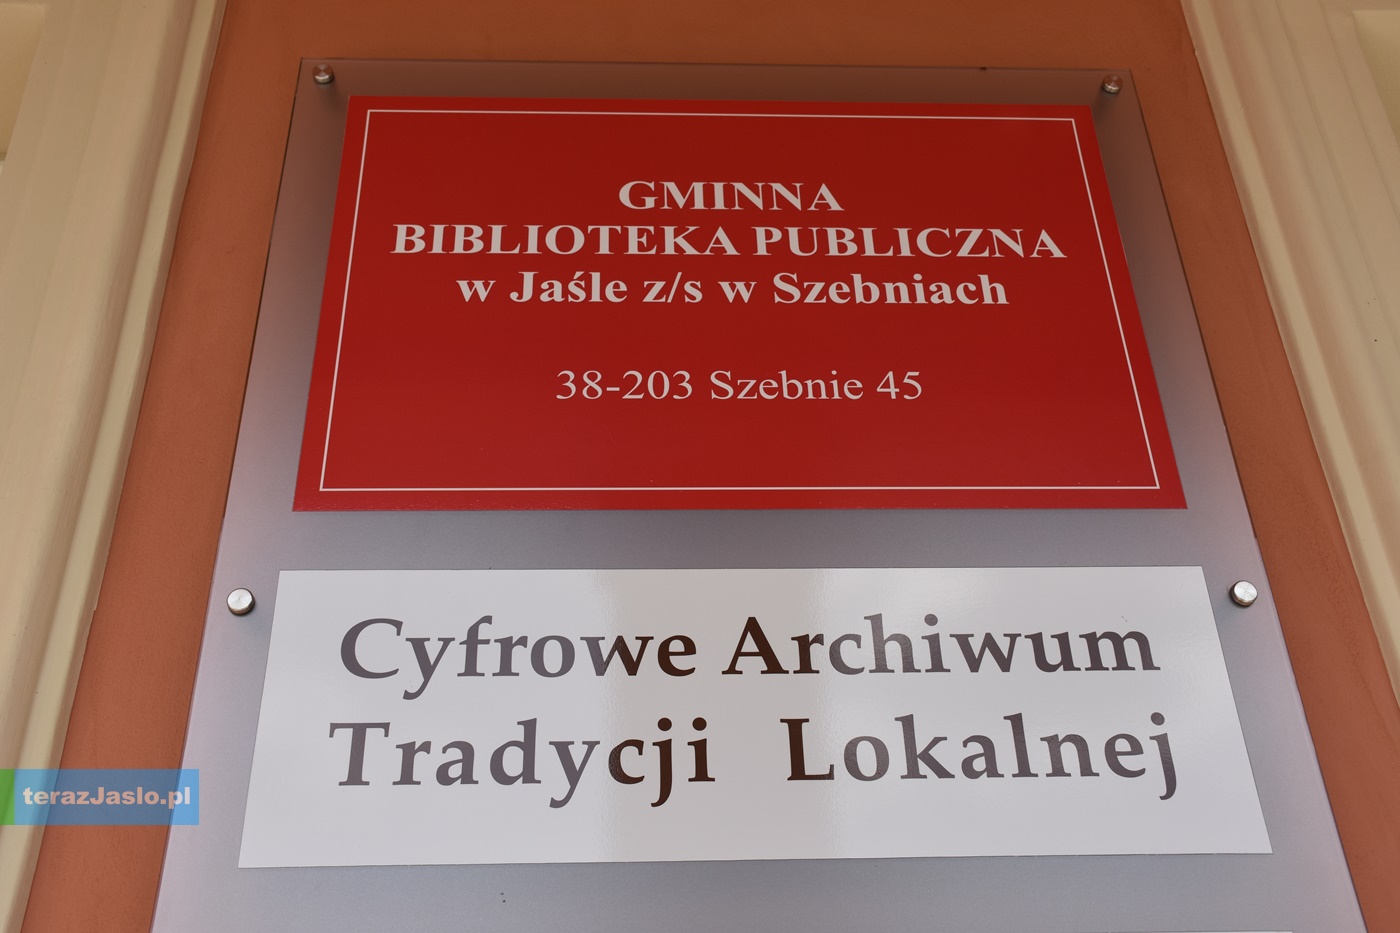 GMINNA
BIBLIOTEKA PUBLICZNA
w Jaśle z/s w Szebniach
38-203 Szebnie 45
Cyfrowe Archiwum
Tradycji Lokalnej
terazJaslo.pl